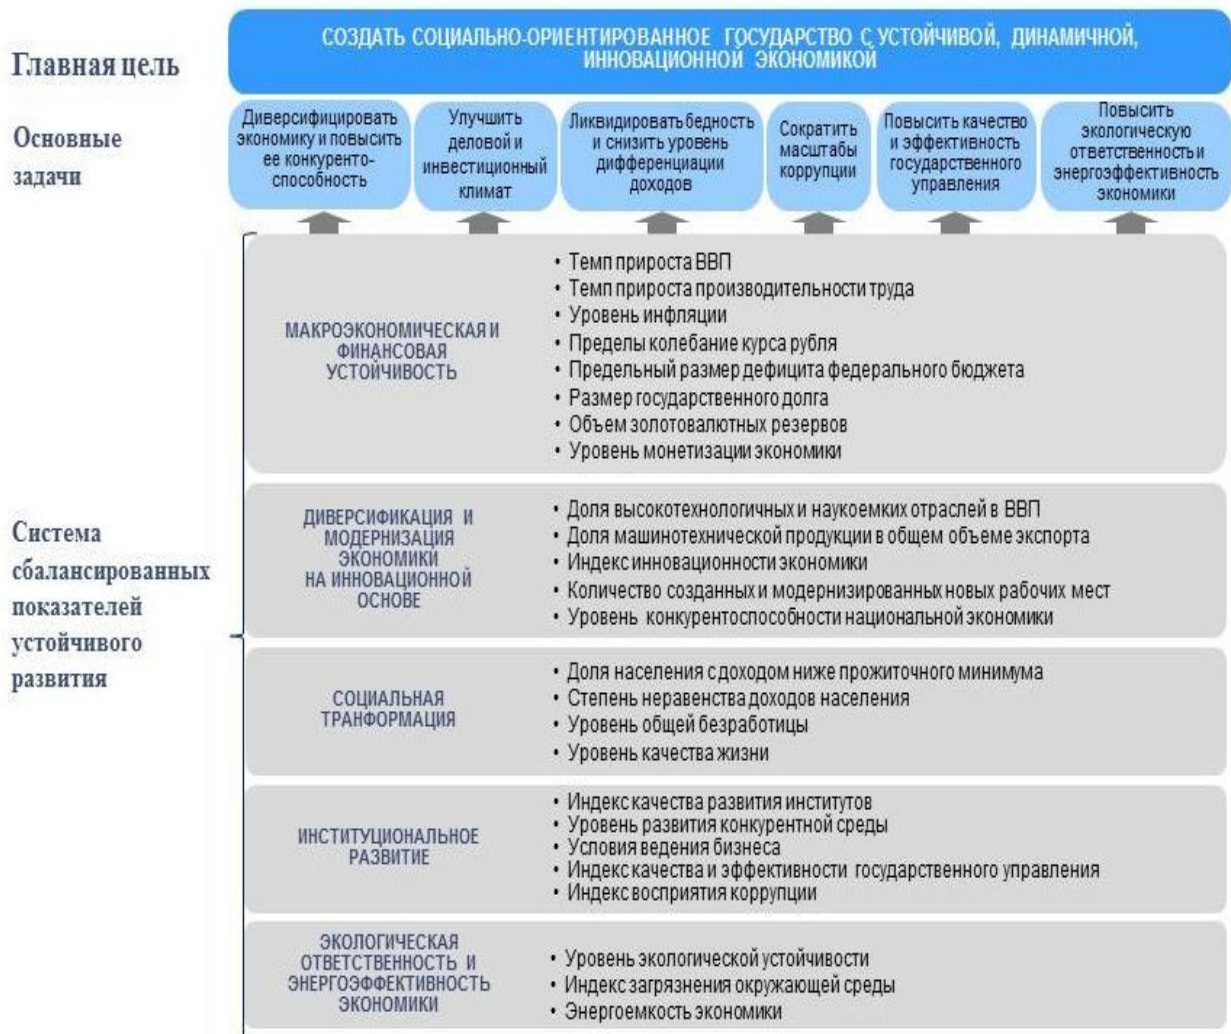 Главная цель
СОЗДАТЬ СОЦИАЛЬНО-ОРИЕНТИРОВАННОЕ ГОСУДАРСТВО С УСТОЙЧИВОЙ, ДИНАМИЧНОЙ,
ИННОВАЦИОННОЙ ЭКОНОМИКОЙ
Основные
задачи
Диверсифицировать
экономику и повысить
ее конкуренто-
способность
Улучшить
деловой и
инвестиционный
климат
Ликвидировать бедность
и снизить уровень
дифференциации
доходов
Сократить
масштабы
коррупции
Повысить качество
и эффективность
государственного
управления
Повысить
экологическую
ответственность и
энергоэффективность
экономики
Система
сбалансированных
показателей
устойчивого
развития
МАКРОЭКОНОМИЧЕСКАЯ И
ФИНАНСОВАЯ
УСТОЙЧИВОСТЬ
• Темп прироста ВВП
• Темп прироста производительности труда
• Уровень инфляции
• Пределы колебание курса рубля
• Предельный размер дефицита федерального бюджета
• Размер государственного долга
• Объем золотовалютных резервов
• Уровень монетизации экономики
ДИВЕРСИФИКАЦИЯ И
МОДЕРНИЗАЦИЯ
ЭКОНОМИКИ
НА ИННОВАЦИОННОЙ
ОСНОВЕ
• Доля высокотехнологичных и наукоемких отраслей в ВВП
• Доля машинотехнической продукции в общем объеме экспорта
• Индекс инновационности экономики
• Количество созданных и модернизированных новых рабочих мест
• Уровень конкурентоспособности национальной экономики
СОЦИАЛЬНАЯ
ТРАНФОРМАЦИЯ
• Доля населения с доходом ниже прожиточного минимума
• Степень неравенства доходов населения
• Уровень общей безработицы
• Уровень качества жизни
ИНСТИТУЦИОНАЛЬНОЕ
РАЗВИТИЕ
• Индекс качества развития институтов
• Уровень развития конкурентной среды
• Условия ведения бизнеса
• Индекс качества и эффективности государственного управления
• Индекс восприятия коррупции
ЭКОЛОГИЧЕСКАЯ
ОТВЕТСТВЕННОСТЬ И
ЭНЕРГОЭФФЕКТИВНОСТЬ
ЭКОНОМИКИ
• Уровень экологической устойчивости
• Индекс загрязнения окружающей среды
• Энергоемкость экономики